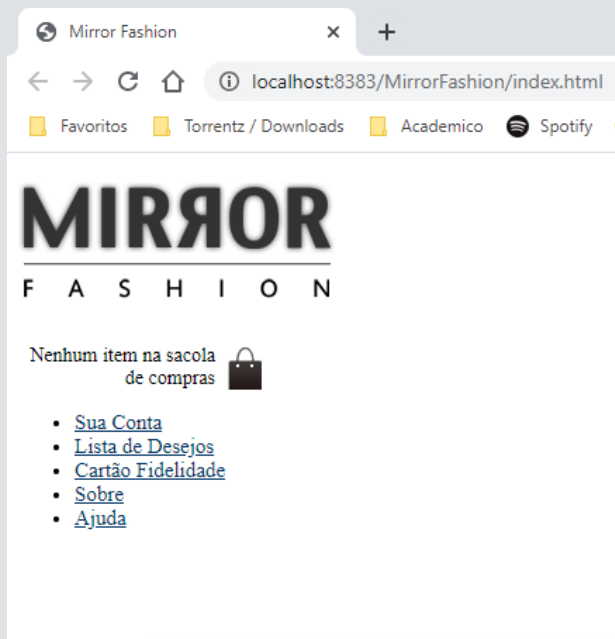 Mirror Fashion
localhost:8383/MirrorFashion/index.html
Favoritos Torrentz / Downloads Academico Spotify
MIRЯOR
FASHION
Nenhum item na sacola
de compras
Sua Conta
Lista de Desejos
Cartão Fidelidade
Sobre
Ajuda